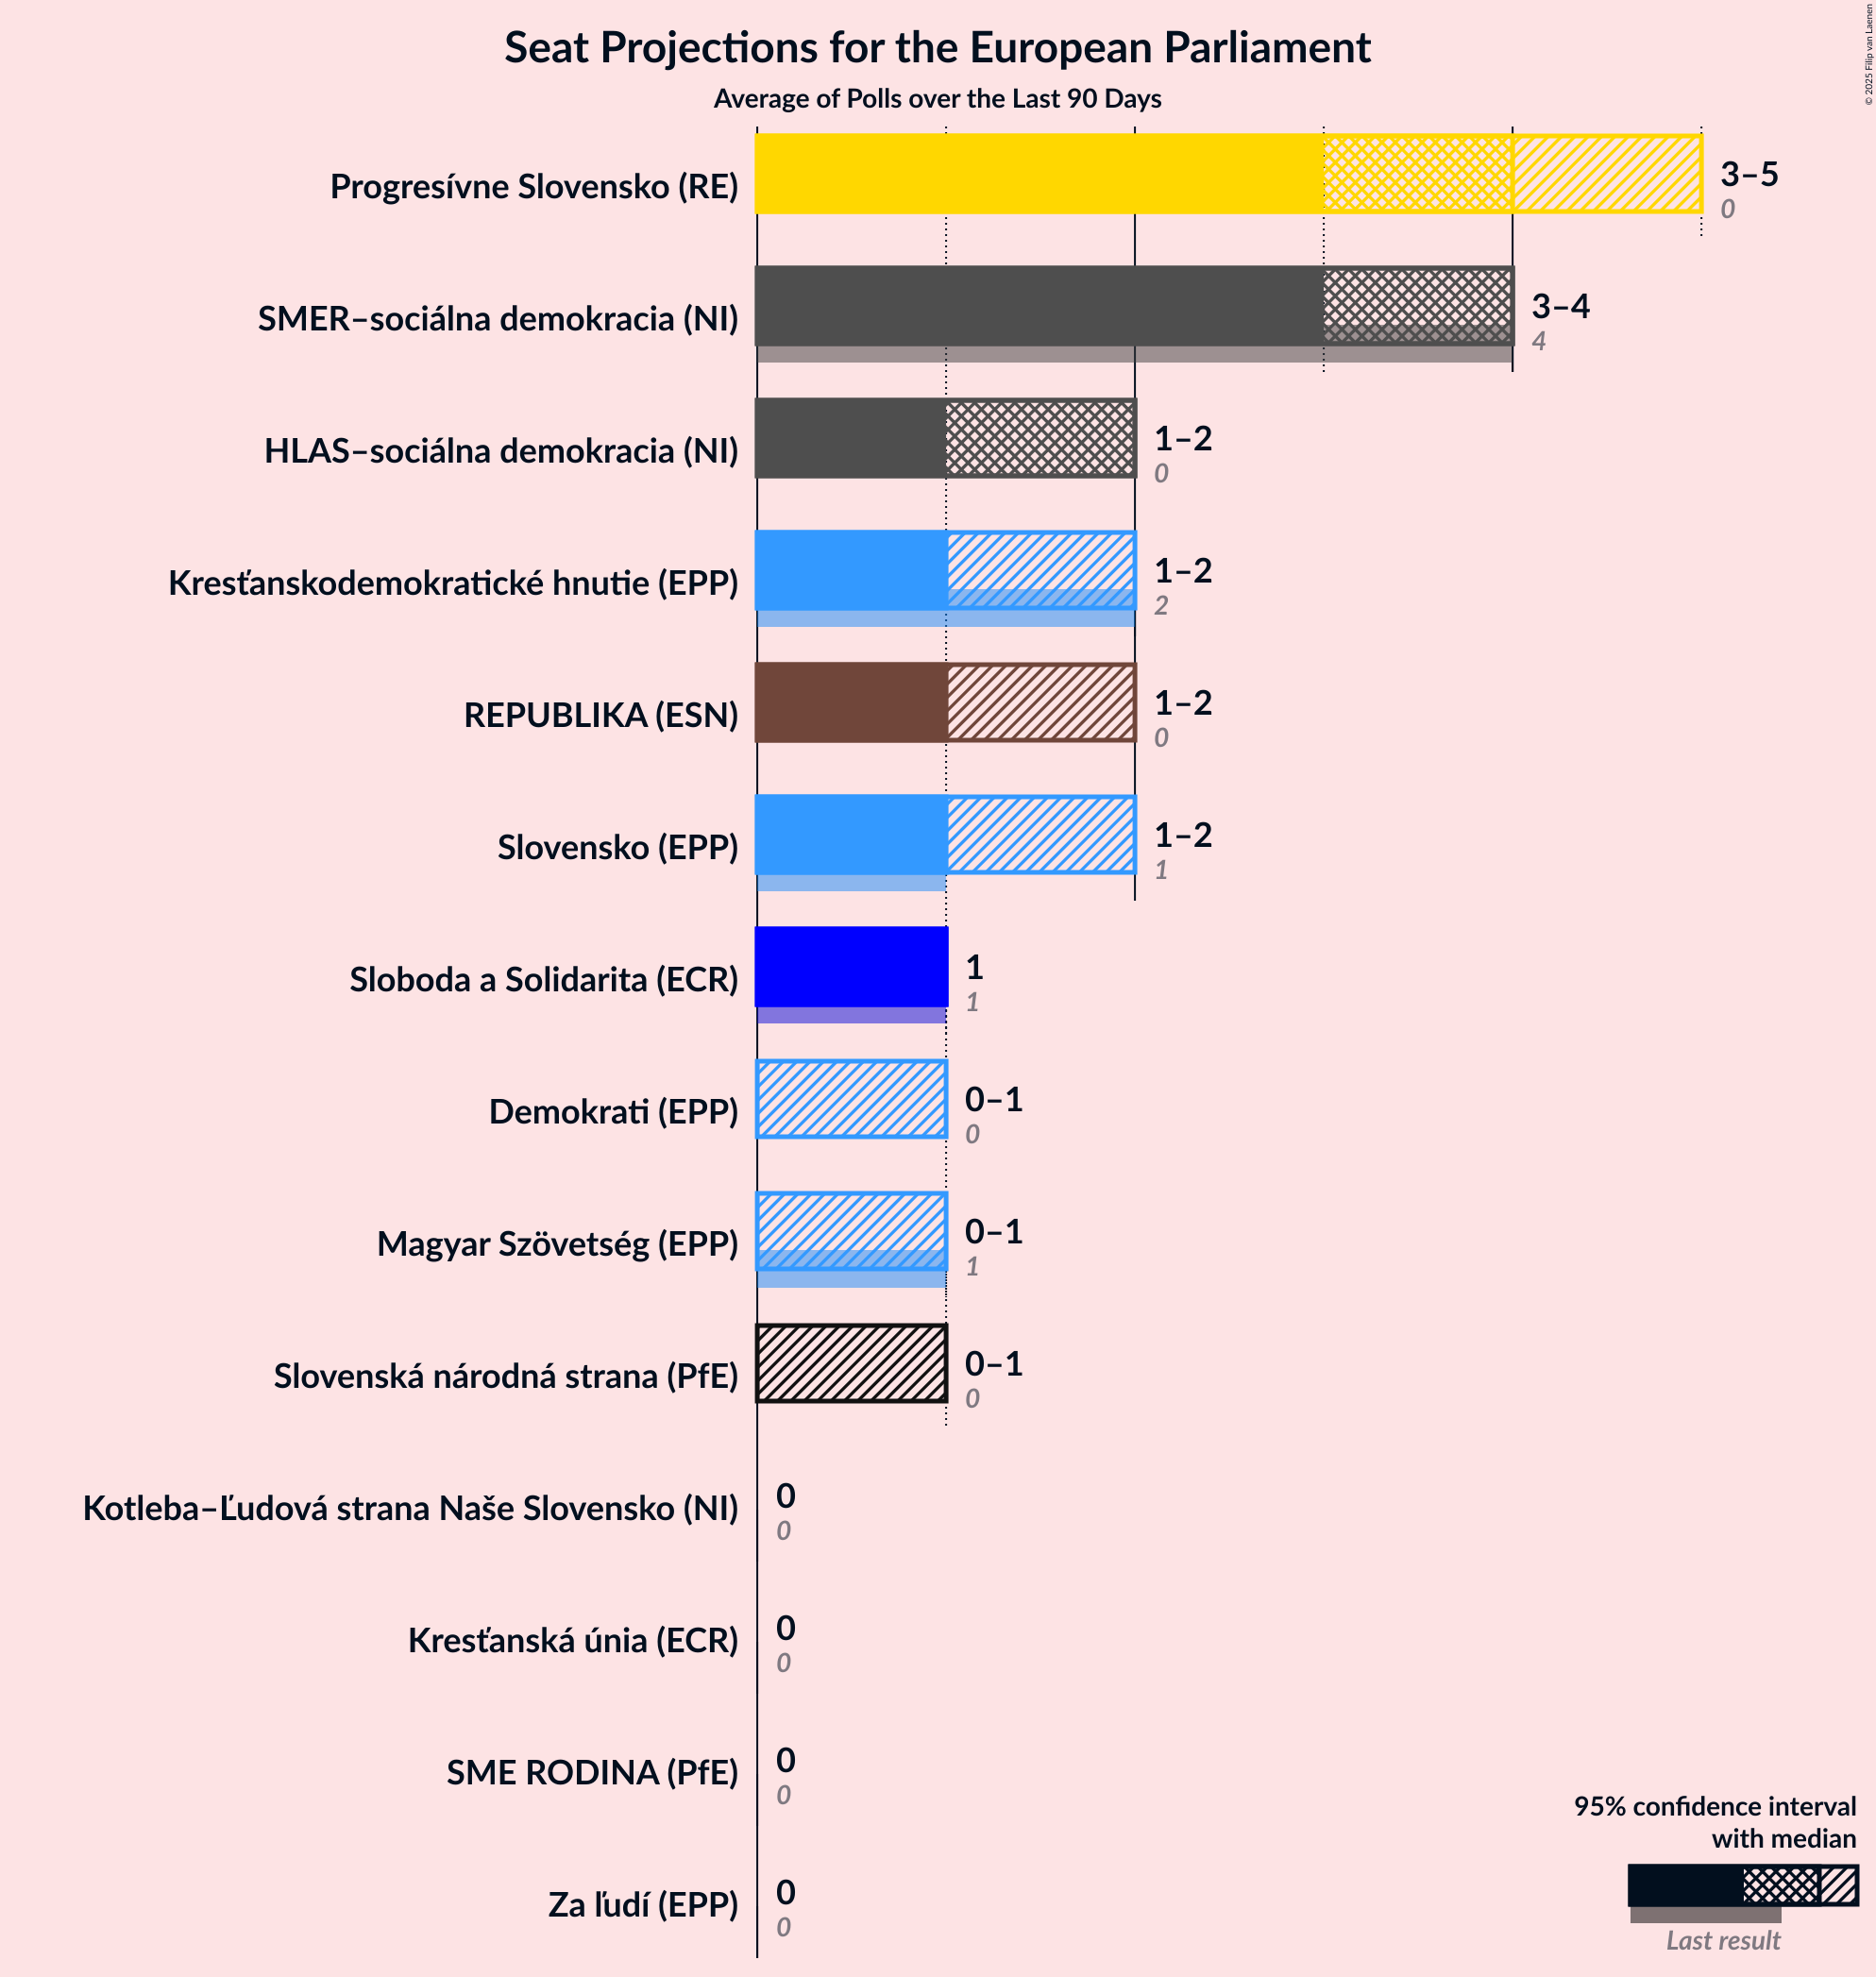 Seat Projections for the European Parliament
Average of Polls over the Last 90 Days
© 2025 Filip van Laenen
Progresívne Slovensko (RE)
3–5
0
SMER–sociálna demokracia (NI)
3–4
4
HLAS–sociálna demokracia (NI)
1–2
0
Kresťanskodemokratické hnutie (EPP)
1–2
2
REPUBLIKA (ESN)
1–2
0
Slovensko (EPP)
1–2
1
Sloboda a Solidarita (ECR)
1
1
Demokrati (EPP)
0–1
0
Magyar Szövetség (EPP)
0–1
1
Slovenská národná strana (PfE)
0–1
0
Kotleba–Ľudová strana Naše Slovensko (NI)
0
0
Kresťanská únia (ECR)
0
0
SME RODINA (PfE)
0
0
Za ľudí (EPP)
0
0
95% confidence interval
with median
Last result